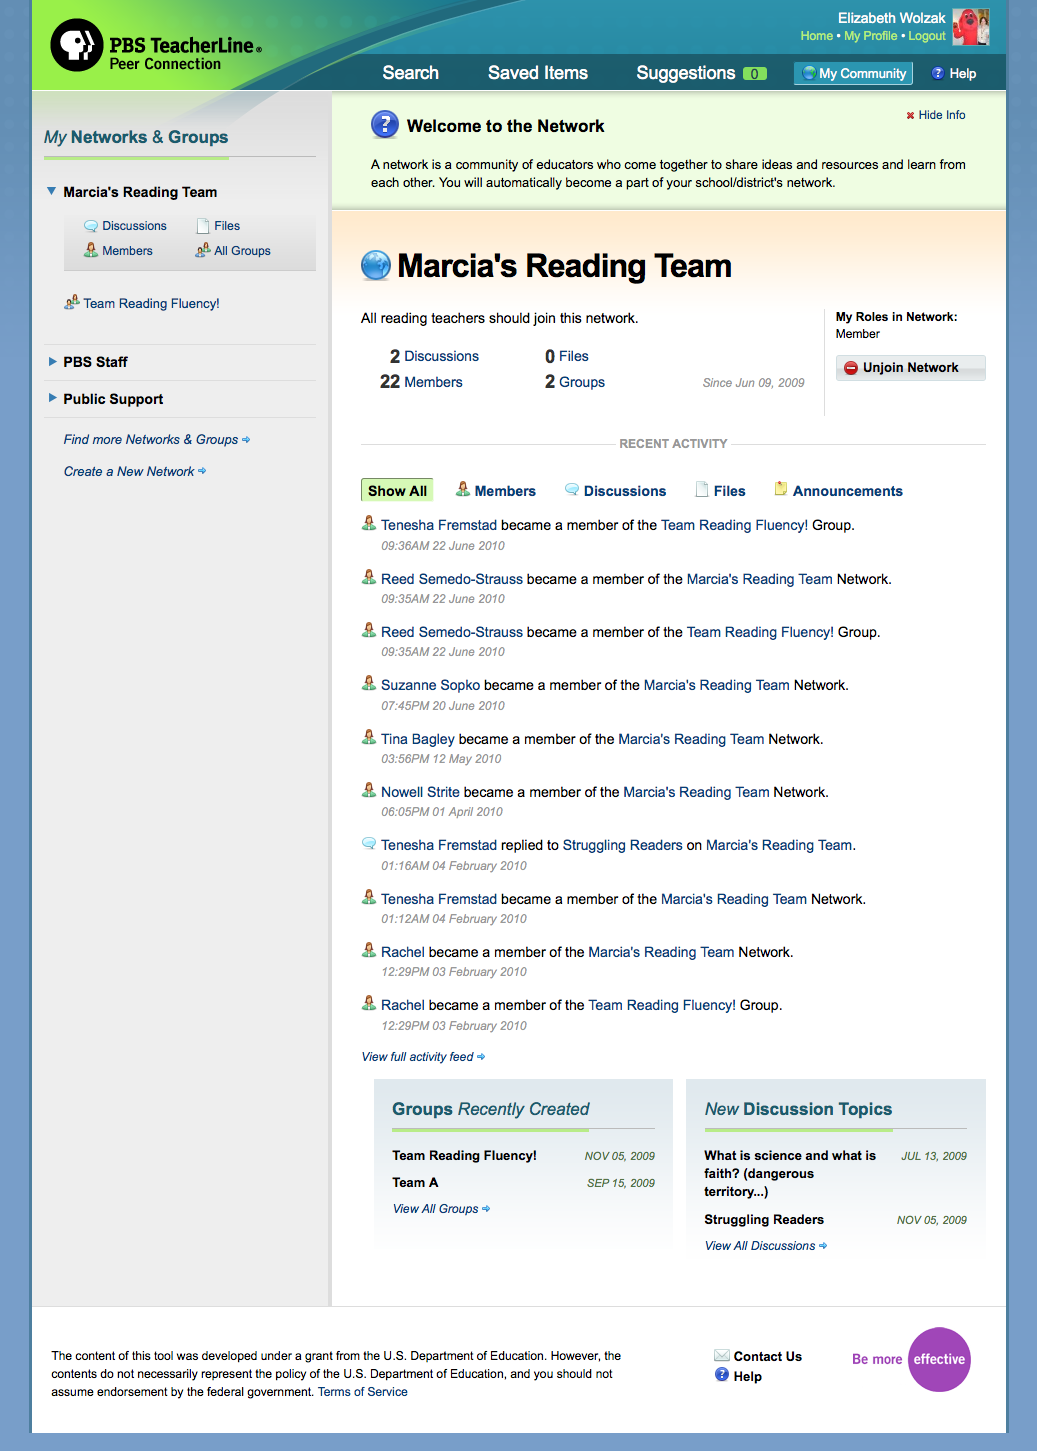 PBS TeacherLine®
Peer Connection
Elizabeth Wolzak
Home • My Profile • Logout
Search Saved Items Suggestions 0 My Community ? Help
My Networks & Groups
Marcia's Reading Team
Discussions Files
Members All Groups
Team Reading Fluency!
PBS Staff
Public Support
Find more Networks & Groups
Create a New Network
? Welcome to the Network
Hide Info
A network is a community of educators who come together to share ideas and resources and learn from
each other. You will automatically become a part of your school/district's network.
Marcia's Reading Team
All reading teachers should join this network.
2 Discussions 0 Files
22 Members 2 Groups Since Jun 09, 2009
My Roles in Network:
Member
Unjoin Network
RECENT ACTIVITY
Show All Members Discussions Files Announcements
Tenesha Fremstad became a member of the Team Reading Fluency! Group.
09:36AM 22 June 2010
Reed Semedo-Strauss became a member of the Marcia's Reading Team Network.
09:35AM 22 June 2010
Reed Semedo-Strauss became a member of the Team Reading Fluency! Group.
09:35AM 22 June 2010
Suzanne Sopko became a member of the Marcia's Reading Team Network.
07:45PM 20 June 2010
Tina Bagley became a member of the Marcia's Reading Team Network.
03:56PM 12 May 2010
Nowell Strite became a member of the Marcia's Reading Team Network.
06:05PM 01 April 2010
Tenesha Fremstad replied to Struggling Readers on Marcia's Reading Team.
01:16AM 04 February 2010
Tenesha Fremstad became a member of the Marcia's Reading Team Network.
01:12AM 04 February 2010
Rachel became a member of the Marcia's Reading Team Network.
12:29PM 03 February 2010
Rachel became a member of the Team Reading Fluency! Group.
12:29PM 03 February 2010
View full activity feed
Groups Recently Created
Team Reading Fluency! NOV 05, 2009
Team A SEP 15, 2009
View All Groups
New Discussion Topics
What is science and what is JUL 13, 2009
faith? (dangerous
territory...)
Struggling Readers NOV 05, 2009
View All Discussions
The content of this tool was developed under a grant from the U.S. Department of Education. However, the
contents do not necessarily represent the policy of the U.S. Department of Education, and you should not
assume endorsement by the federal government. Terms of Service
Contact Us
? Help
Be more effective